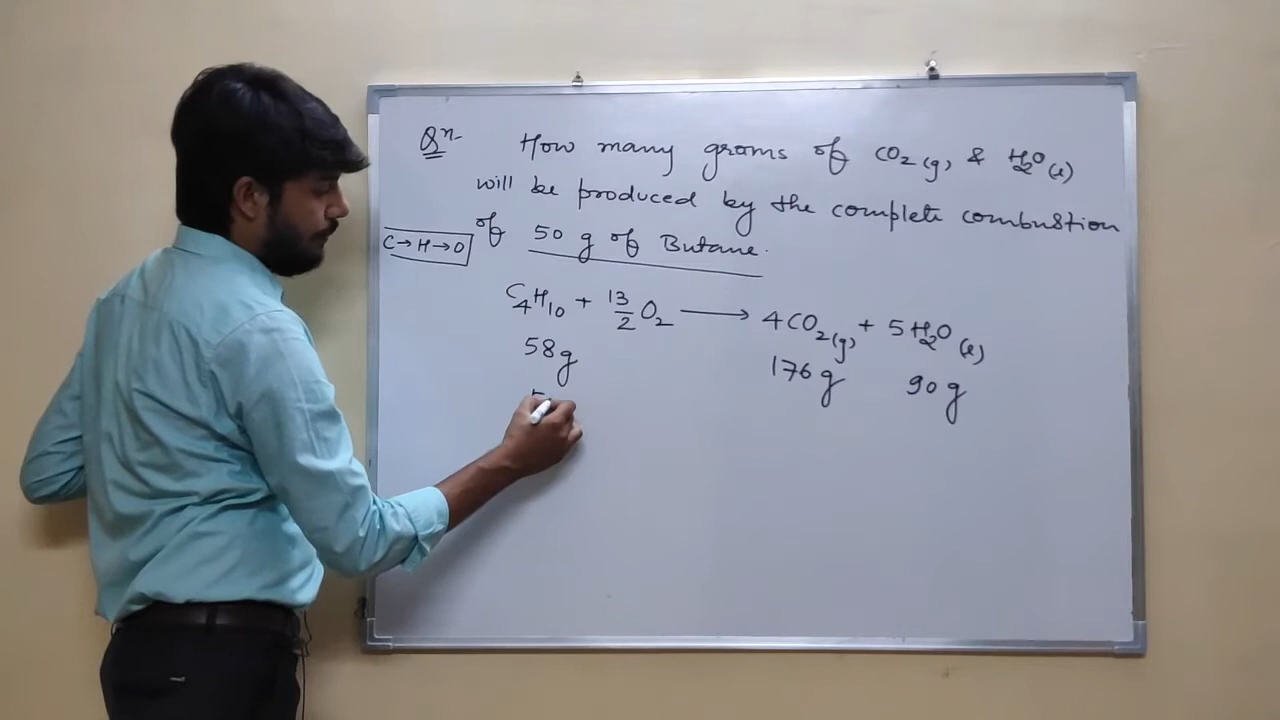 Qn- How many grams of CO2(g) & H2O(l)
will be produced by the complete combustion
of 50 g of Butane.
C→H→O
C4H10 + 13/2 O2 ⟶ 4CO2(g) + 5H2O(l)
58g 176g 90g